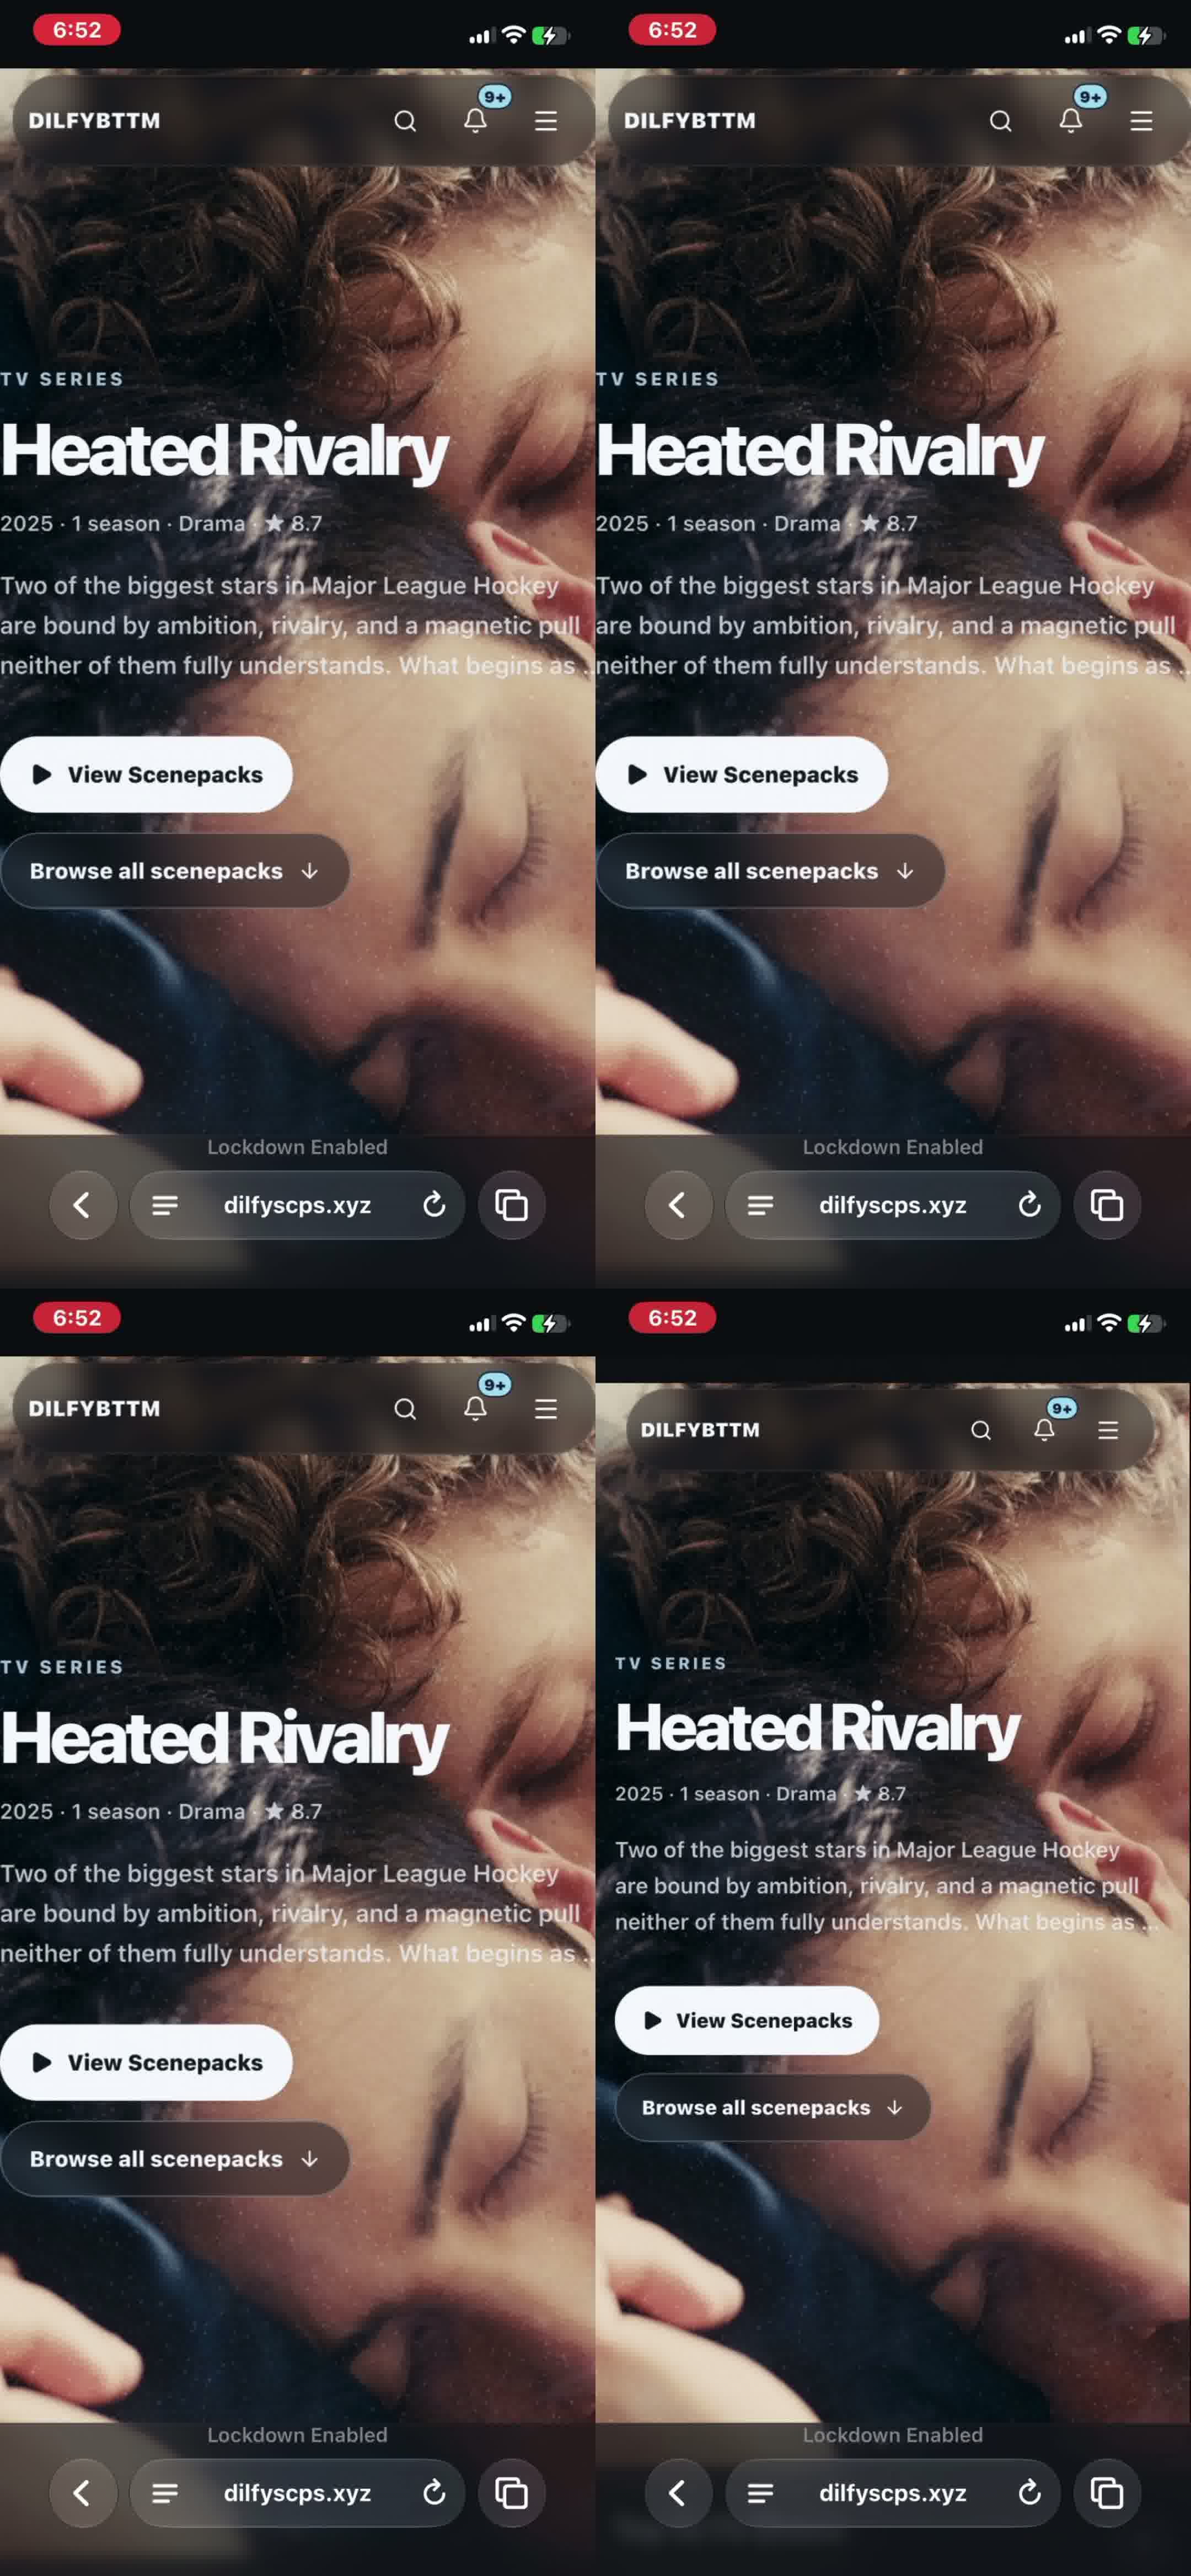 6:52
9+
DILFYBTTM
TV SERIES
Heated Rivalry
2025 · 1 season · Drama · ★ 8.7
Two of the biggest stars in Major League Hockey
are bound by ambition, rivalry, and a magnetic pull
neither of them fully understands. What begins as ...
View Scenepacks
Browse all scenepacks ↓
Lockdown Enabled
dilfyscps.xyz
6:52
9+
DILFYBTTM
TV SERIES
Heated Rivalry
2025 · 1 season · Drama · ★ 8.7
Two of the biggest stars in Major League Hockey
are bound by ambition, rivalry, and a magnetic pull
neither of them fully understands. What begins as ...
View Scenepacks
Browse all scenepacks ↓
Lockdown Enabled
dilfyscps.xyz
6:52
9+
DILFYBTTM
TV SERIES
Heated Rivalry
2025 · 1 season · Drama · ★ 8.7
Two of the biggest stars in Major League Hockey
are bound by ambition, rivalry, and a magnetic pull
neither of them fully understands. What begins as ...
View Scenepacks
Browse all scenepacks ↓
Lockdown Enabled
dilfyscps.xyz
6:52
9+
DILFYBTTM
TV SERIES
Heated Rivalry
2025 · 1 season · Drama · ★ 8.7
Two of the biggest stars in Major League Hockey
are bound by ambition, rivalry, and a magnetic pull
neither of them fully understands. What begins as ...
View Scenepacks
Browse all scenepacks ↓
Lockdown Enabled
dilfyscps.xyz